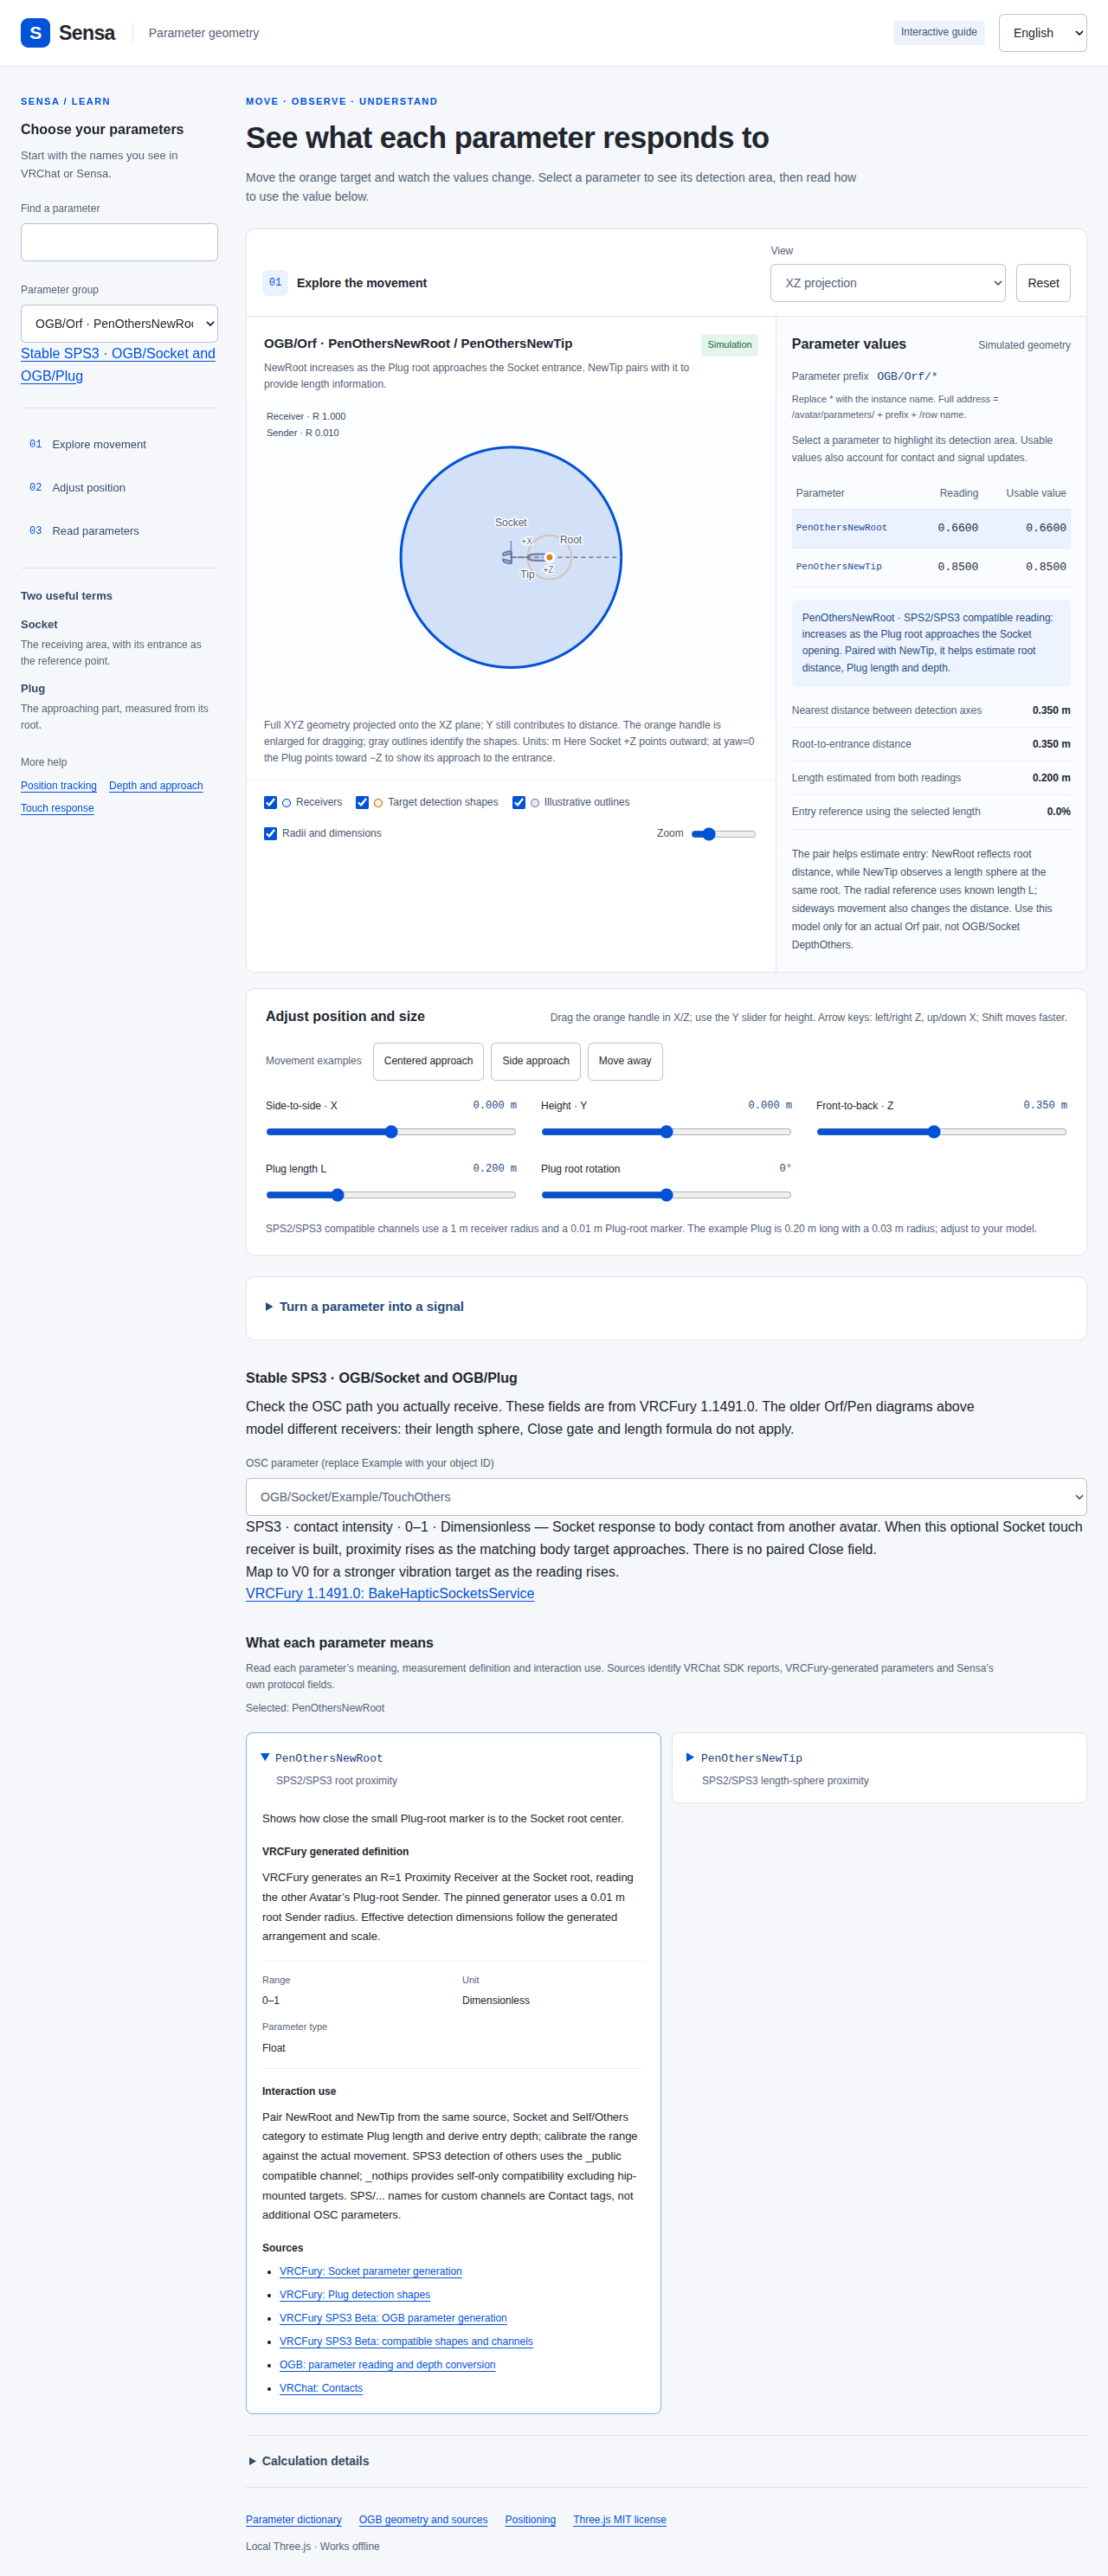 S Sensa Parameter geometry
Interactive guide
English
SENSA / LEARN
Choose your parameters
Start with the names you see in
VRChat or Sensa.
Find a parameter
Parameter group
OGB/Orf · PenOthersNewRoo
Stable SPS3 · OGB/Socket and
OGB/Plug
01 Explore movement
02 Adjust position
03 Read parameters
Two useful terms
Socket
The receiving area, with its entrance as
the reference point.
Plug
The approaching part, measured from its
root.
More help
Position tracking Depth and approach
Touch response
MOVE · OBSERVE · UNDERSTAND
See what each parameter responds to
Move the orange target and watch the values change. Select a parameter to see its detection area, then read how
to use the value below.
01 Explore the movement
View
XZ projection
Reset
OGB/Orf · PenOthersNewRoot / PenOthersNewTip
Simulation
NewRoot increases as the Plug root approaches the Socket entrance. NewTip pairs with it to
provide length information.
Receiver · R 1.000
Sender · R 0.010
Socket
+X
Root
Tip
+Z
Full XYZ geometry projected onto the XZ plane; Y still contributes to distance. The orange handle is
enlarged for dragging; gray outlines identify the shapes. Units: m Here Socket +Z points outward; at yaw=0
the Plug points toward −Z to show its approach to the entrance.
Receivers Target detection shapes Illustrative outlines
Radii and dimensions
Zoom
Parameter values
Simulated geometry
Parameter prefix OGB/Orf/*
Replace * with the instance name. Full address =
/avatar/parameters/ + prefix + /row name.
Select a parameter to highlight its detection area. Usable
values also account for contact and signal updates.
Parameter Reading Usable value
PenOthersNewRoot 0.6600 0.6600
PenOthersNewTip 0.8500 0.8500
PenOthersNewRoot · SPS2/SPS3 compatible reading:
increases as the Plug root approaches the Socket
opening. Paired with NewTip, it helps estimate root
distance, Plug length and depth.
Nearest distance between detection axes 0.350 m
Root-to-entrance distance 0.350 m
Length estimated from both readings 0.200 m
Entry reference using the selected length 0.0%
The pair helps estimate entry: NewRoot reflects root
distance, while NewTip observes a length sphere at the
same root. The radial reference uses known length L;
sideways movement also changes the distance. Use this
model only for an actual Orf pair, not OGB/Socket
DepthOthers.
Adjust position and size
Drag the orange handle in X/Z; use the Y slider for height. Arrow keys: left/right Z, up/down X; Shift moves faster.
Movement examples Centered approach Side approach Move away
Side-to-side · X 0.000 m
Height · Y 0.000 m
Front-to-back · Z 0.350 m
Plug length L 0.200 m
Plug root rotation 0°
SPS2/SPS3 compatible channels use a 1 m receiver radius and a 0.01 m Plug-root marker. The example Plug is 0.20 m long with a 0.03 m radius; adjust to your model.
Turn a parameter into a signal
Stable SPS3 · OGB/Socket and OGB/Plug
Check the OSC path you actually receive. These fields are from VRCFury 1.1491.0. The older Orf/Pen diagrams above
model different receivers: their length sphere, Close gate and length formula do not apply.
OSC parameter (replace Example with your object ID)
OGB/Socket/Example/TouchOthers
SPS3 · contact intensity · 0–1 · Dimensionless — Socket response to body contact from another avatar. When this optional Socket touch
receiver is built, proximity rises as the matching body target approaches. There is no paired Close field.
Map to V0 for a stronger vibration target as the reading rises.
VRCFury 1.1491.0: BakeHapticSocketsService
What each parameter means
Read each parameter's meaning, measurement definition and interaction use. Sources identify VRChat SDK reports, VRCFury-generated parameters and Sensa's
own protocol fields.
Selected: PenOthersNewRoot
PenOthersNewRoot
SPS2/SPS3 root proximity
Shows how close the small Plug-root marker is to the Socket root center.
VRCFury generated definition
VRCFury generates an R=1 Proximity Receiver at the Socket root, reading
the other Avatar's Plug-root Sender. The pinned generator uses a 0.01 m
root Sender radius. Effective detection dimensions follow the generated
arrangement and scale.
Range Unit
0–1 Dimensionless
Parameter type
Float
Interaction use
Pair NewRoot and NewTip from the same source, Socket and Self/Others
category to estimate Plug length and derive entry depth; calibrate the range
against the actual movement. SPS3 detection of others uses the _public
compatible channel; _nothips provides self-only compatibility excluding hip-
mounted targets. SPS/... names for custom channels are Contact tags, not
additional OSC parameters.
Sources
VRCFury: Socket parameter generation
VRCFury: Plug detection shapes
VRCFury SPS3 Beta: OGB parameter generation
VRCFury SPS3 Beta: compatible shapes and channels
OGB: parameter reading and depth conversion
VRChat: Contacts
PenOthersNewTip
SPS2/SPS3 length-sphere proximity
Calculation details
Parameter dictionary OGB geometry and sources Positioning Three.js MIT license
Local Three.js · Works offline